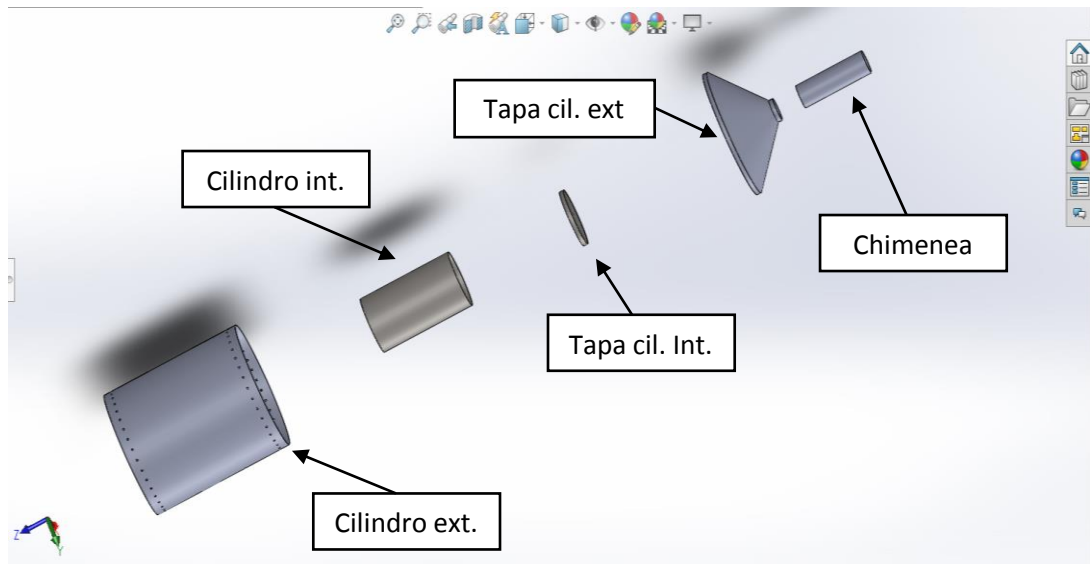 Tapa cil. ext
Cilindro int.
Chimenea
Tapa cil. Int.
Cilindro ext.
Z
Y